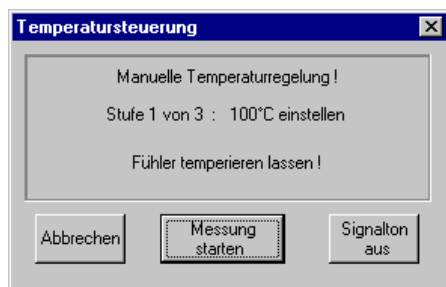 Temperatursteuerung
Manuelle Temperaturregelung !
Stufe 1 von 3 : 100°C einstellen
Fühler temperieren lassen !
Abbrechen
Messung
starten
Signalton
aus